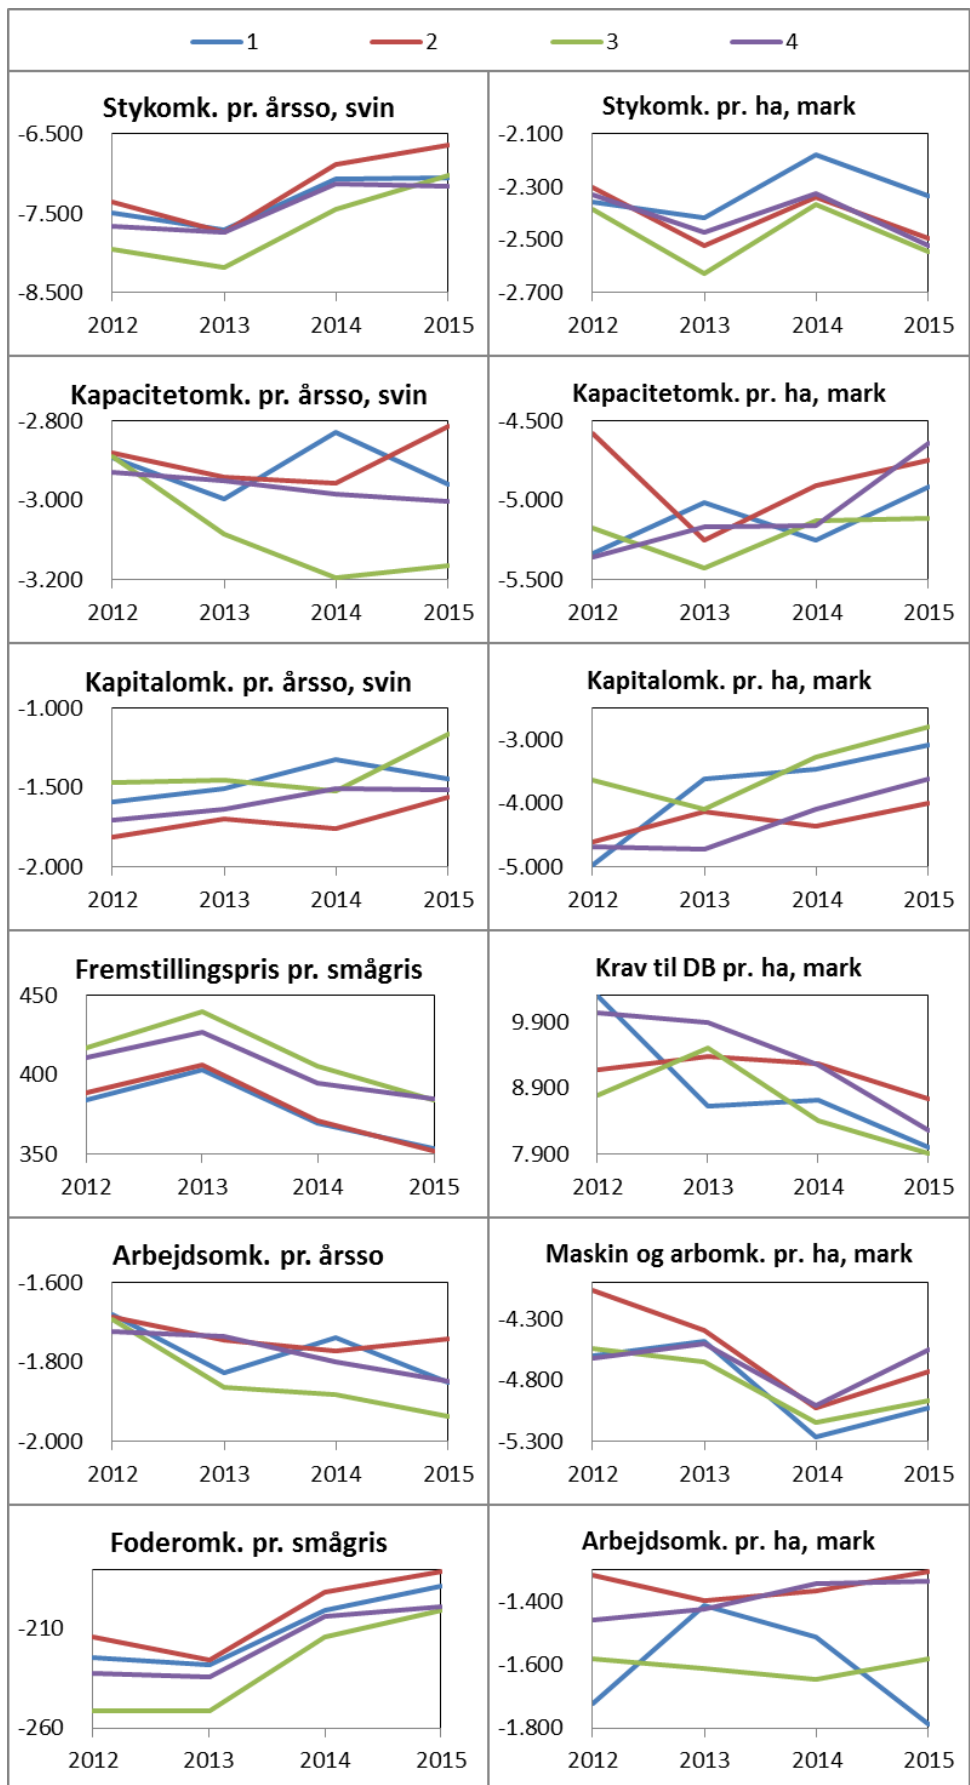 1 2 3 4
Stykomk. pr. årsso, svin
-6.500
-7.500
-8.500
2012 2013 2014 2015
Stykomk. pr. ha, mark
-2.100
-2.300
-2.500
-2.700
2012 2013 2014 2015
Kapacitetomk. pr. årsso, svin
-2.800
-3.000
-3.200
2012 2013 2014 2015
Kapacitetomk. pr. ha, mark
-4.500
-5.000
-5.500
2012 2013 2014 2015
Kapitalomk. pr. årsso, svin
-1.000
-1.500
-2.000
2012 2013 2014 2015
Kapitalomk. pr. ha, mark
-3.000
-4.000
-5.000
2012 2013 2014 2015
Fremstillingspris pr. smågris
450
400
350
2012 2013 2014 2015
Krav til DB pr. ha, mark
9.900
8.900
7.900
2012 2013 2014 2015
Arbejdsomk. pr. årsso
-1.600
-1.800
-2.000
2012 2013 2014 2015
Maskin og arbomk. pr. ha, mark
-4.300
-4.800
-5.300
2012 2013 2014 2015
Foderomk. pr. smågris
-210
-260
2012 2013 2014 2015
Arbejdsomk. pr. ha, mark
-1.400
-1.600
-1.800
2012 2013 2014 2015